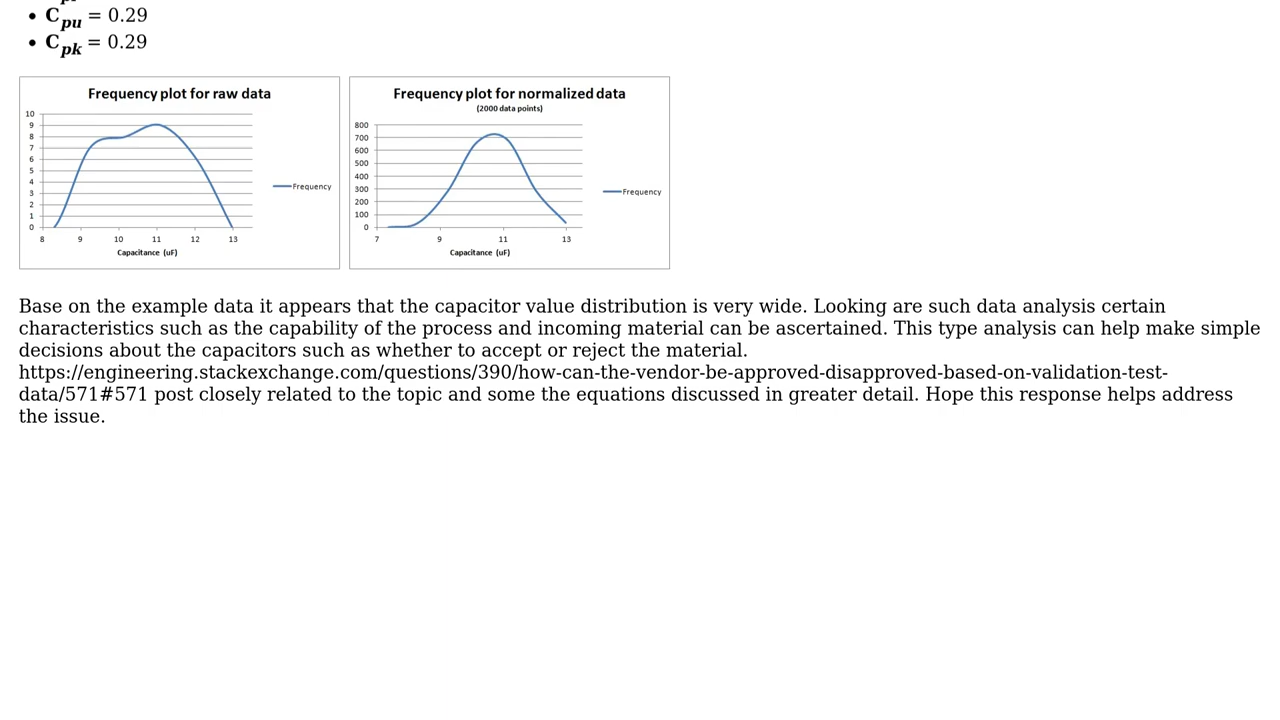 • Cpu = 0.29
• Cpk = 0.29
Frequency plot for raw data
10
9
8
7
6
5
4
3
2
1
0
8 9 10 11 12 13
Capacitance (uF)
Frequency
Frequency plot for normalized data
(2000 data points)
800
700
600
500
400
300
200
100
0
7 9 11 13
Capacitance (uF)
Frequency
Base on the example data it appears that the capacitor value distribution is very wide. Looking are such data analysis certain
characteristics such as the capability of the process and incoming material can be ascertained. This type analysis can help make simple
decisions about the capacitors such as whether to accept or reject the material.
https://engineering.stackexchange.com/questions/390/how-can-the-vendor-be-approved-disapproved-based-on-validation-test-
data/571#571 post closely related to the topic and some the equations discussed in greater detail. Hope this response helps address
the issue.